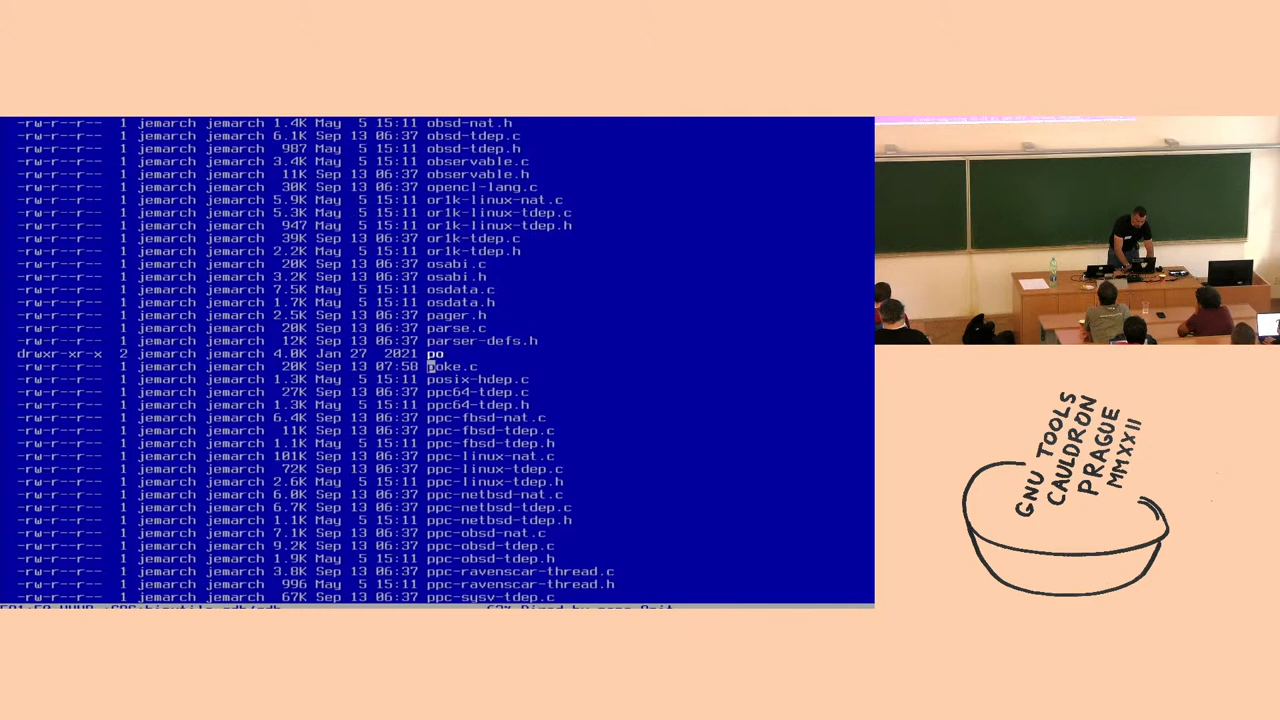 -rw-r--r-- 1 jemarch jemarch 1.4K May 5 15:11 obsd-nat.h
-rw-r--r-- 1 jemarch jemarch 6.1K Sep 13 06:37 obsd-tdep.c
-rw-r--r-- 1 jemarch jemarch 987 May 5 15:11 obsd-tdep.h
-rw-r--r-- 1 jemarch jemarch 3.4K May 5 15:11 observable.c
-rw-r--r-- 1 jemarch jemarch 11K Sep 13 06:37 observable.h
-rw-r--r-- 1 jemarch jemarch 30K Sep 13 06:37 opencl-lang.c
-rw-r--r-- 1 jemarch jemarch 5.9K May 5 15:11 or1k-linux-nat.c
-rw-r--r-- 1 jemarch jemarch 5.3K May 5 15:11 or1k-linux-tdep.c
-rw-r--r-- 1 jemarch jemarch 947 May 5 15:11 or1k-linux-tdep.h
-rw-r--r-- 1 jemarch jemarch 39K Sep 13 06:37 or1k-tdep.c
-rw-r--r-- 1 jemarch jemarch 2.2K May 5 15:11 or1k-tdep.h
-rw-r--r-- 1 jemarch jemarch 20K Sep 13 06:37 osabi.c
-rw-r--r-- 1 jemarch jemarch 3.2K Sep 13 06:37 osabi.h
-rw-r--r-- 1 jemarch jemarch 7.5K May 5 15:11 osdata.c
-rw-r--r-- 1 jemarch jemarch 1.7K May 5 15:11 osdata.h
-rw-r--r-- 1 jemarch jemarch 2.5K May 5 15:11 pager.h
-rw-r--r-- 1 jemarch jemarch 20K Sep 13 06:37 parse.c
-rw-r--r-- 1 jemarch jemarch 12K Sep 13 06:37 parser-defs.h
drwxr-xr-x 2 jemarch jemarch 4.0K Jan 27 2021 po
-rw-r--r-- 1 jemarch jemarch 20K Sep 13 07:58 poke.c
-rw-r--r-- 1 jemarch jemarch 1.3K May 5 15:11 posix-hdep.c
-rw-r--r-- 1 jemarch jemarch 27K Sep 13 06:37 ppc64-tdep.c
-rw-r--r-- 1 jemarch jemarch 1.3K May 5 15:11 ppc64-tdep.h
-rw-r--r-- 1 jemarch jemarch 6.4K Sep 13 06:37 ppc-fbsd-nat.c
-rw-r--r-- 1 jemarch jemarch 11K Sep 13 06:37 ppc-fbsd-tdep.c
-rw-r--r-- 1 jemarch jemarch 1.1K May 5 15:11 ppc-fbsd-tdep.h
-rw-r--r-- 1 jemarch jemarch 101K Sep 13 06:37 ppc-linux-nat.c
-rw-r--r-- 1 jemarch jemarch 72K Sep 13 06:37 ppc-linux-tdep.c
-rw-r--r-- 1 jemarch jemarch 2.6K May 5 15:11 ppc-linux-tdep.h
-rw-r--r-- 1 jemarch jemarch 6.0K Sep 13 06:37 ppc-netbsd-nat.c
-rw-r--r-- 1 jemarch jemarch 6.7K Sep 13 06:37 ppc-netbsd-tdep.c
-rw-r--r-- 1 jemarch jemarch 1.1K May 5 15:11 ppc-netbsd-tdep.h
-rw-r--r-- 1 jemarch jemarch 7.1K Sep 13 06:37 ppc-obsd-nat.c
-rw-r--r-- 1 jemarch jemarch 9.2K Sep 13 06:37 ppc-obsd-tdep.c
-rw-r--r-- 1 jemarch jemarch 1.9K May 5 15:11 ppc-obsd-tdep.h
-rw-r--r-- 1 jemarch jemarch 3.8K Sep 13 06:37 ppc-ravenscar-thread.c
-rw-r--r-- 1 jemarch jemarch 996 May 5 15:11 ppc-ravenscar-thread.h
-rw-r--r-- 1 jemarch jemarch 67K Sep 13 06:37 ppc-sysv-tdep.c
GNU TOOLS
CAULDRON
PRAGUE
MMXXII